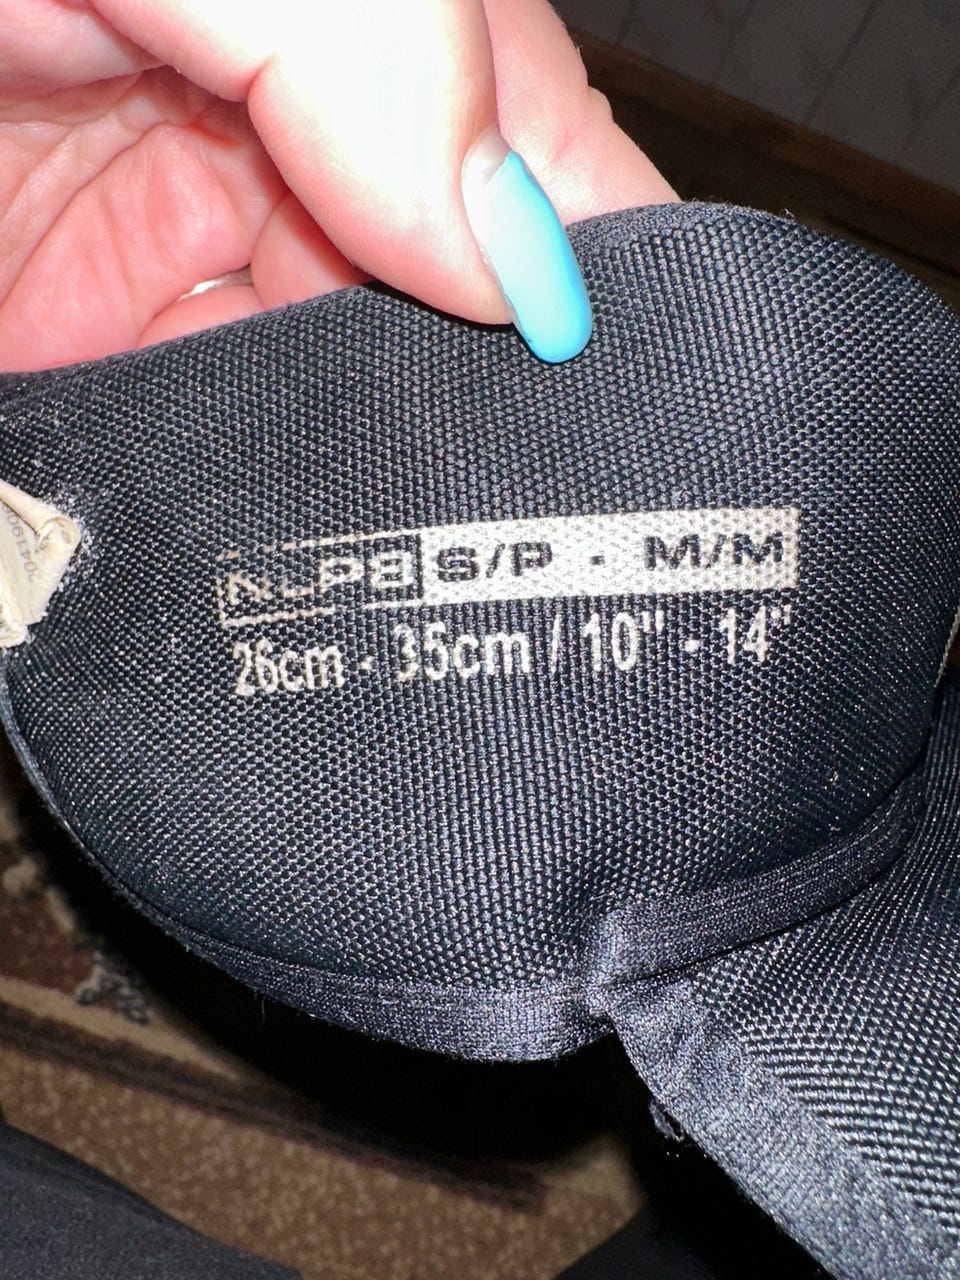 NLPB S/P - M/M
26cm - 35cm / 10" - 14"